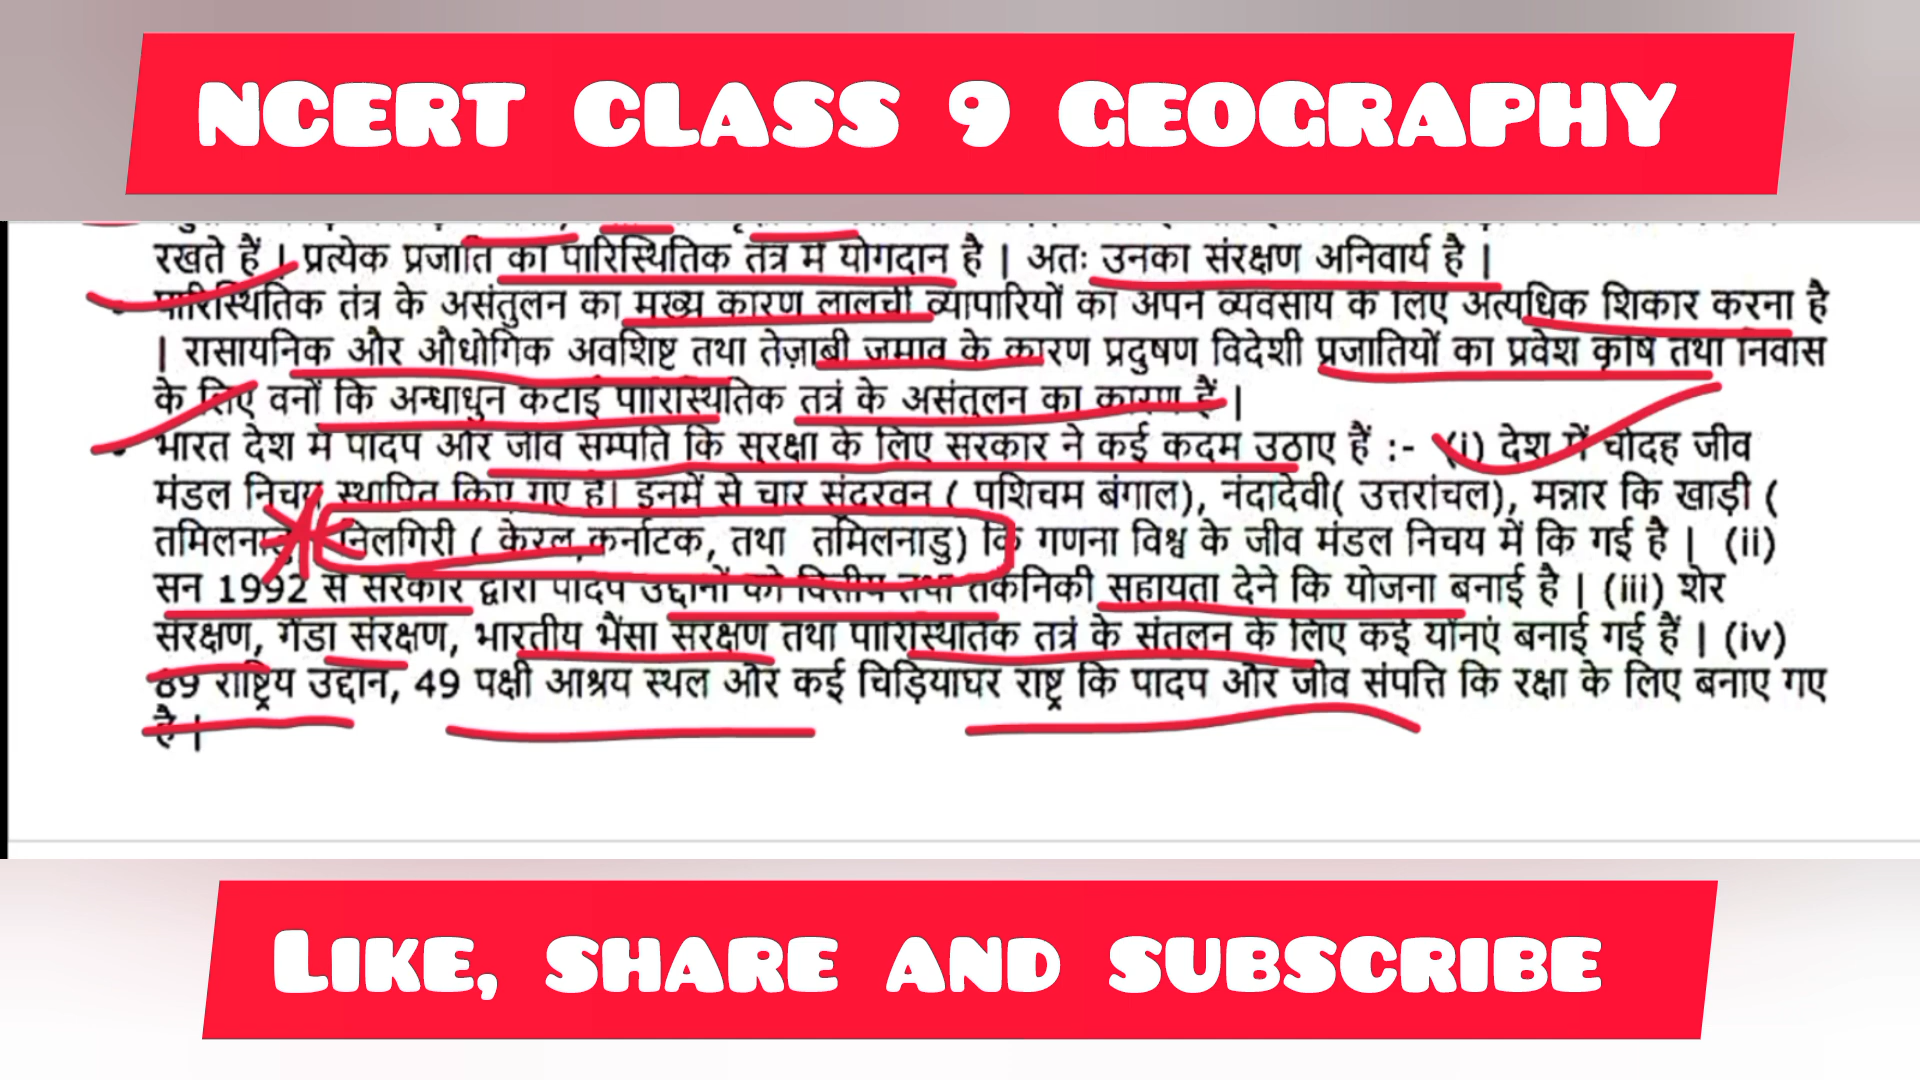 NCERT CLASS 9 GEOGRAPHY
रखते हैं | प्रत्येक प्रजाति का पारिस्थितिक तंत्र में योगदान है | अतः उनका संरक्षण अनिवार्य है |
पारिस्थितिक तंत्र के असंतुलन का मुख्य कारण लालची व्यापारियों का अपने व्यवसाय के लिए अत्यधिक शिकार करना है
| रासायनिक और औधोगिक अवशिष्ट तथा तेज़ाबी जमाव के कारण प्रदुषण विदेशी प्रजातियों का प्रवेश कृषि तथा निवास
के लिए वनों कि अन्धाधुन कटाई पारिस्थितिक तत्रं के असंतुलन का कारण हैं |
भारत देश में पादप और जीव सम्पति कि सुरक्षा के लिए सरकार ने कई कदम उठाए हैं :- (i) देश में चौदह जीव
मंडल निचय स्थापित किए गए हैं| इनमें से चार सुंदरवन ( पशिचम बंगाल), नंदादेवी( उत्तरांचल), मन्नार कि खाड़ी (
निलगिरी ( केरल, कर्नाटक, तथा तमिलनाडु) कि गणना विश्व के जीव मंडल निचय में कि गई है | (ii)
सन 1992 से सरकार द्वारा पादप उद्दानों को वित्तीय तथा तकनिकी सहायता देने कि योजना बनाई है | (iii) शेर
संरक्षण, गैंडा संरक्षण, भारतीय भैंसा संरक्षण तथा पारिस्थितिक तत्रं के संतुलन के लिए कई योंनएं बनाई गई हैं | (iv)
89 राष्ट्रिय उद्दान, 49 पक्षी आश्रय स्थल और कई चिड़ियाघर राष्ट्र कि पादप और जीव संपत्ति कि रक्षा के लिए बनाए गए
है |
LIKE, SHARE AND SUBSCRIBE